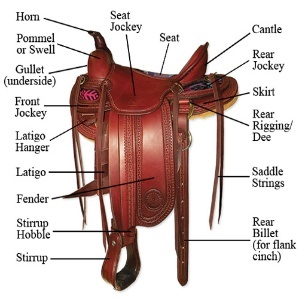 Horn
Pommel
or Swell
Gullet
(underside)
Front
Jockey
Latigo
Hanger
Latigo
Fender
Stirrup
Hobble
Stirrup
Seat
Jockey
Seat
Cantle
Rear
Jockey
Skirt
Rear
Rigging/
Dee
Saddle
Strings
Rear
Billet
(for flank
cinch)